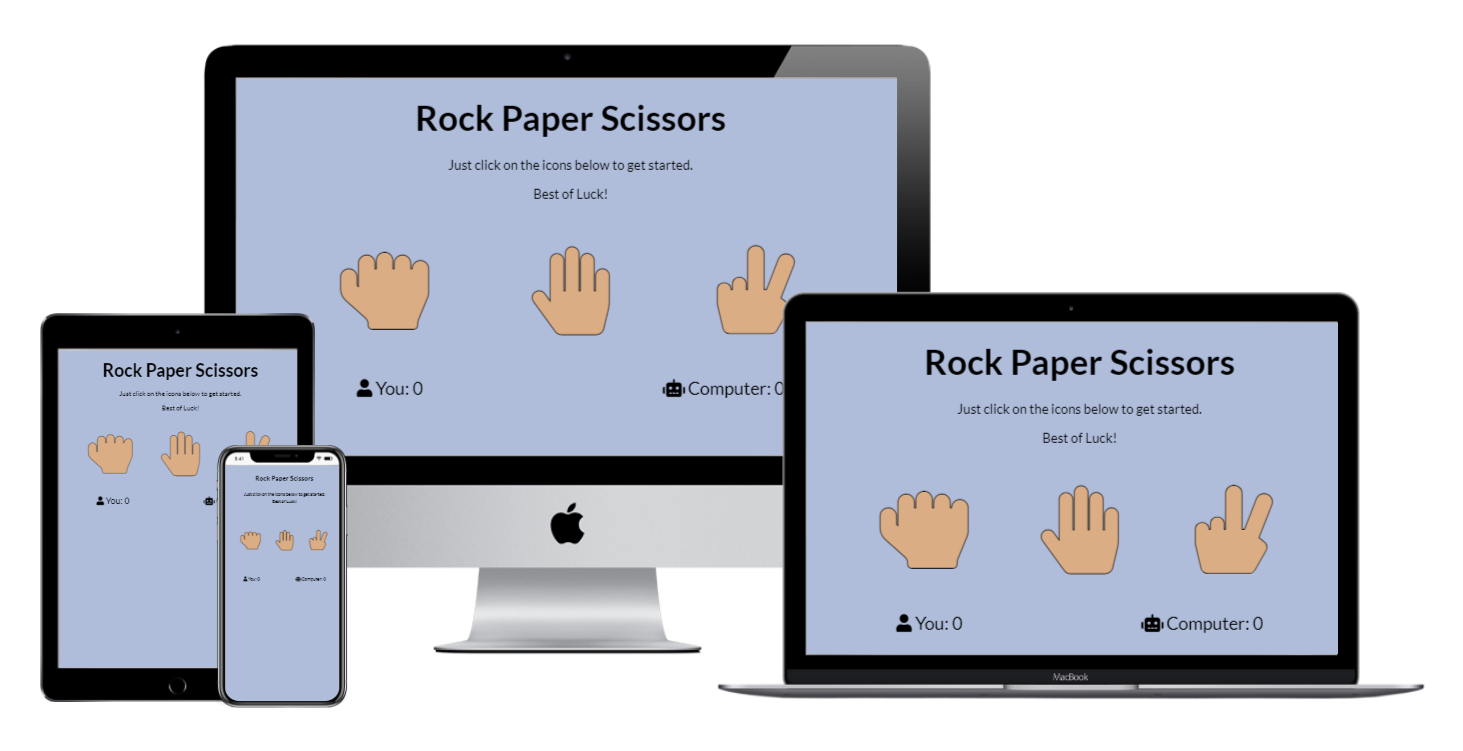 Rock Paper Scissors
Just click on the icons below to get started.
Best of Luck!
You: 0
Computer: 0
Rock Paper Scissors
Just click on the icons below to get started.
Best of Luck!
You: 0
9:41
Rock Paper Scissors
Just click on the icons below to get started.
Best of Luck!
You: 0
Computer: 0
Rock Paper Scissors
Just click on the icons below to get started.
Best of Luck!
You: 0
Computer: 0
MacBook